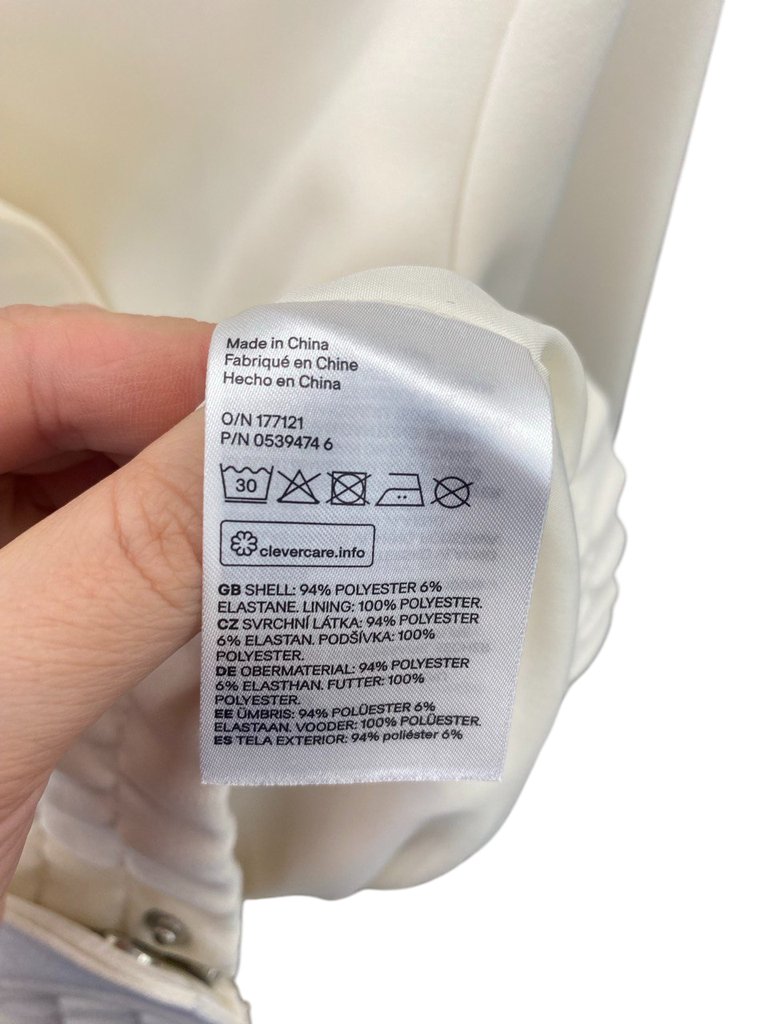 Made in China
Fabriqué en Chine
Hecho en China
O/N 177121
P/N 0539474 6
30
clevercare.info
GB SHELL: 94% POLYESTER 6%
ELASTANE. LINING: 100% POLYESTER.
CZ SVRCHNÍ LÁTKA: 94% POLYESTER
6% ELASTAN. PODŠÍVKA: 100%
POLYESTER.
DE OBERMATERIAL: 94% POLYESTER
6% ELASTHAN. FUTTER: 100%
POLYESTER.
EE ÜMBRIS: 94% POLÜESTER 6%
ELASTAAN. VOODER: 100% POLÜESTER.
ES TELA EXTERIOR: 94% poliéster 6%